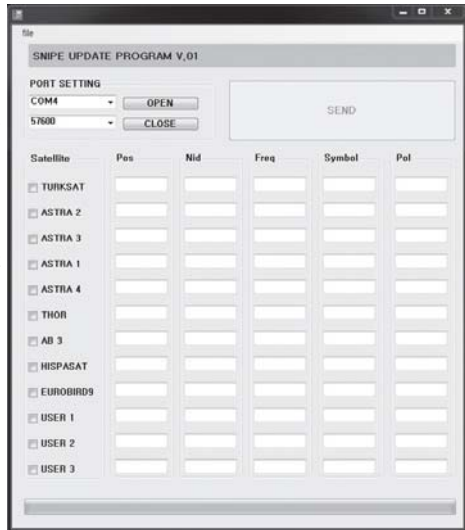 file
SNIPE UPDATE PROGRAM V,01
PORT SETTING
COM4
OPEN
57600
CLOSE
SEND
Satellite Pos Nid Freq Symbol Pol
TURKSAT
ASTRA 2
ASTRA 3
ASTRA 1
ASTRA 4
THOR
AB 3
HISPASAT
EUROBIRD9
USER 1
USER 2
USER 3